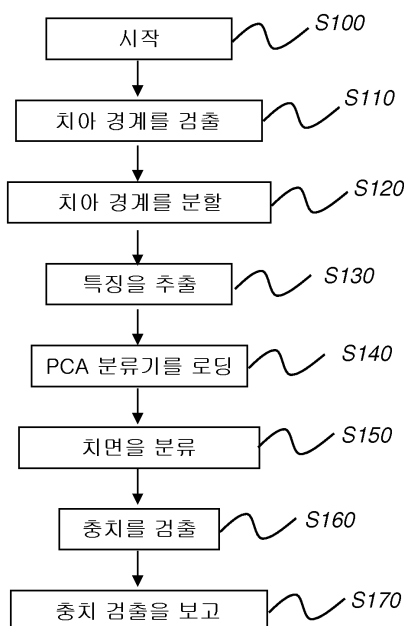 시작
S100
치아 경계를 검출
S110
치아 경계를 분할
S120
특징을 추출
S130
PCA 분류기를 로딩
S140
치면을 분류
S150
충치를 검출
S160
충치 검출을 보고
S170